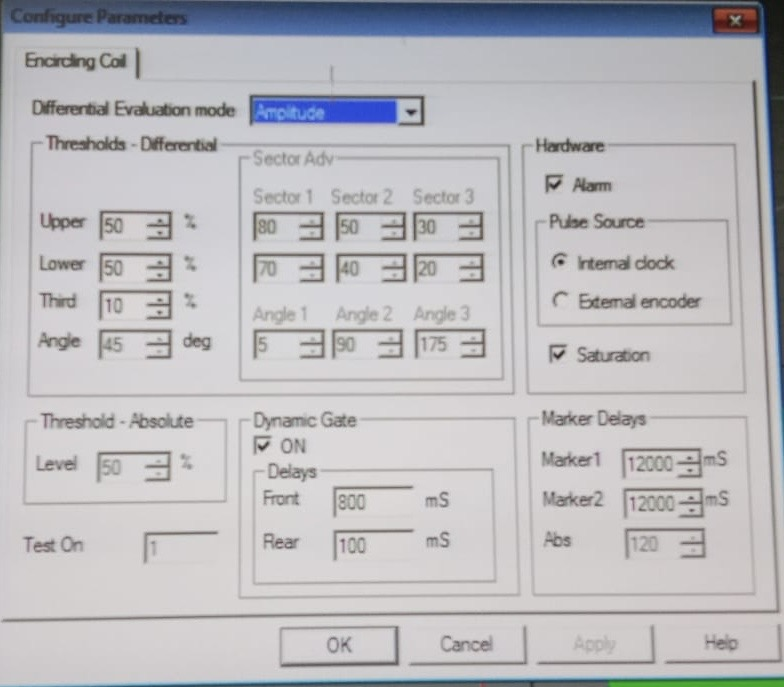 Configure Parameters
Encircling Coil
Differential Evaluation mode Amplitude
Thresholds - Differential
Upper 50 %
Lower 50 %
Third 10 %
Angle 45 deg
Sector Adv
Sector 1 Sector 2 Sector 3
80 50 30
70 40 20
Angle 1 Angle 2 Angle 3
5 90 175
Hardware
Alarm
Pulse Source
Internal clock
External encoder
Saturation
Threshold - Absolute
Level 50 %
Test On 1
Dynamic Gate
ON
Delays
Front 800 mS
Rear 100 mS
Marker Delays
Marker1 12000 mS
Marker2 12000 mS
Abs 120
OK Cancel Apply Help